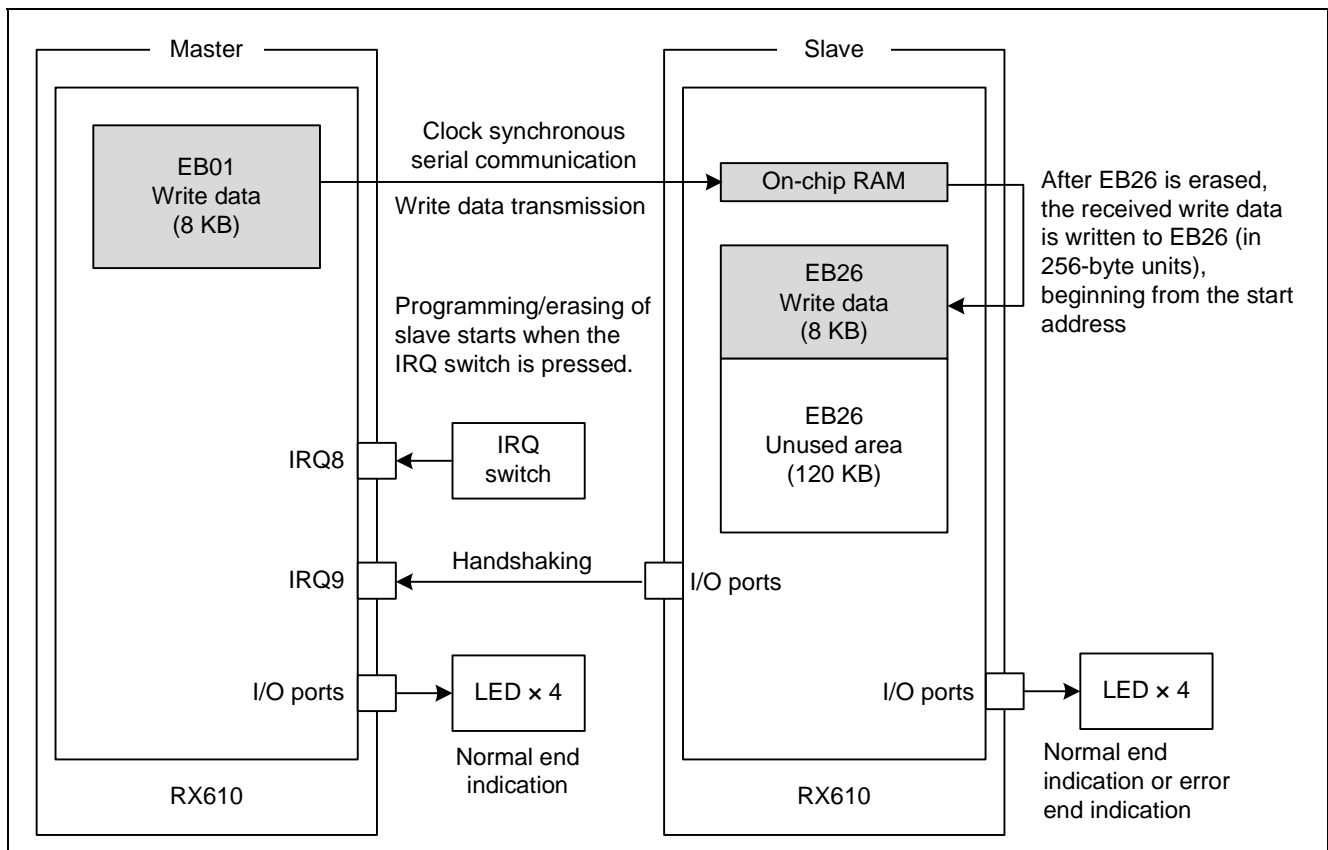 Master
Slave
EB01
Write data
(8 KB)
Clock synchronous
serial communication
Write data transmission
On-chip RAM
After EB26 is erased,
the received write data
is written to EB26 (in
256-byte units),
beginning from the start
address
EB26
Write data
(8 KB)
Programming/erasing of
slave starts when the
IRQ switch is pressed.
EB26
Unused area
(120 KB)
IRQ8
IRQ
switch
IRQ9
Handshaking
I/O ports
I/O ports
LED × 4
I/O ports
LED × 4
Normal end
indication
Normal end
indication or error
end indication
RX610
RX610